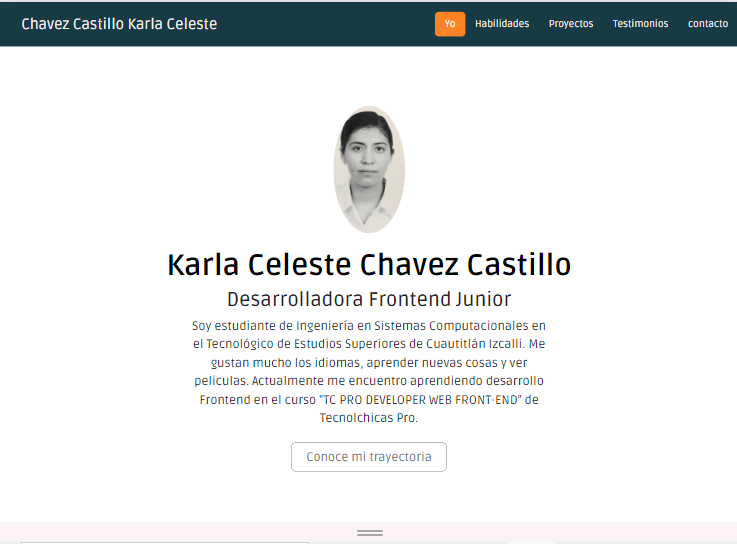 Chavez Castillo Karla Celeste
Yo Habilidades Proyectos Testimonios contacto
Karla Celeste Chavez Castillo
Desarrolladora Frontend Junior
Soy estudiante de Ingeniería en Sistemas Computacionales en
el Tecnológico de Estudios Superiores de Cuautitlán Izcalli. Me
gustan mucho los idiomas, aprender nuevas cosas y ver
peliculas. Actualmente me encuentro aprendiendo desarrollo
Frontend en el curso "TC PRO DEVELOPER WEB FRONT-END" de
Tecnolchicas Pro.
Conoce mi trayectoria